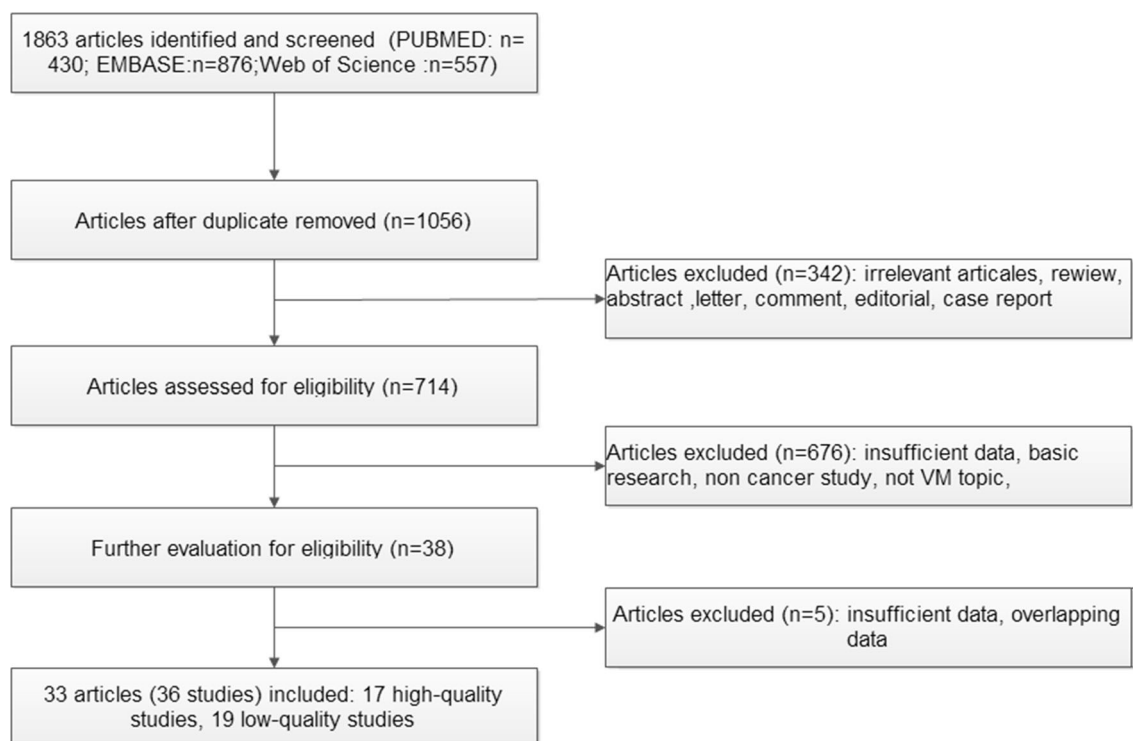 1863 articles identified and screened (PUBMED: n=
430; EMBASE:n=876;Web of Science :n=557)
Articles after duplicate removed (n=1056)
Articles excluded (n=342): irrelevant articales, rewiew,
abstract ,letter, comment, editorial, case report
Articles assessed for eligibility (n=714)
Articles excluded (n=676): insufficient data, basic
research, non cancer study, not VM topic,
Further evaluation for eligibility (n=38)
Articles excluded (n=5): insufficient data, overlapping
data
33 articles (36 studies) included: 17 high-quality
studies, 19 low-quality studies